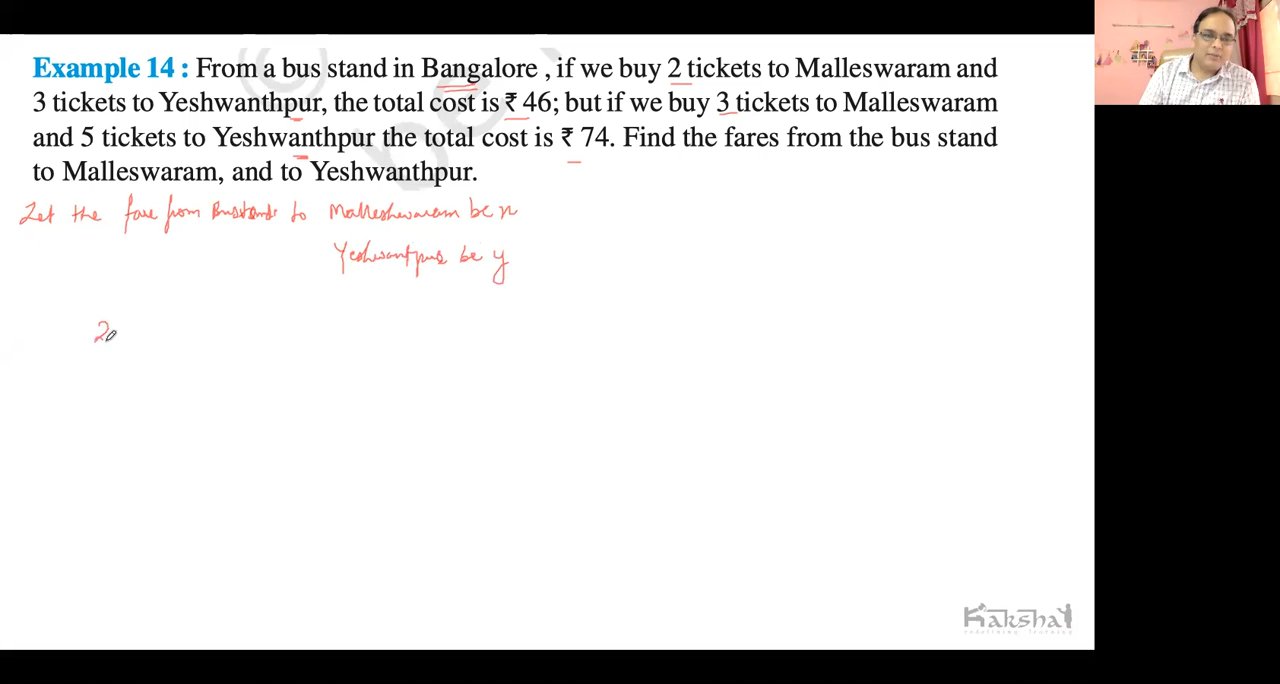 Example 14 : From a bus stand in Bangalore , if we buy 2 tickets to Malleswaram and
3 tickets to Yeshwanthpur, the total cost is ₹ 46; but if we buy 3 tickets to Malleswaram
and 5 tickets to Yeshwanthpur the total cost is ₹ 74. Find the fares from the bus stand
to Malleswaram, and to Yeshwanthpur.
Let the fare from Busstand to Malleshwaram be x
Yeshwantpur be y
2
Kaksha
redefining learning